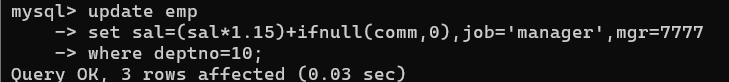 mysql> update emp
-> set sal=(sal*1.15)+ifnull(comm,0),job='manager',mgr=7777
-> where deptno=10;
Query OK, 3 rows affected (0.03 sec)